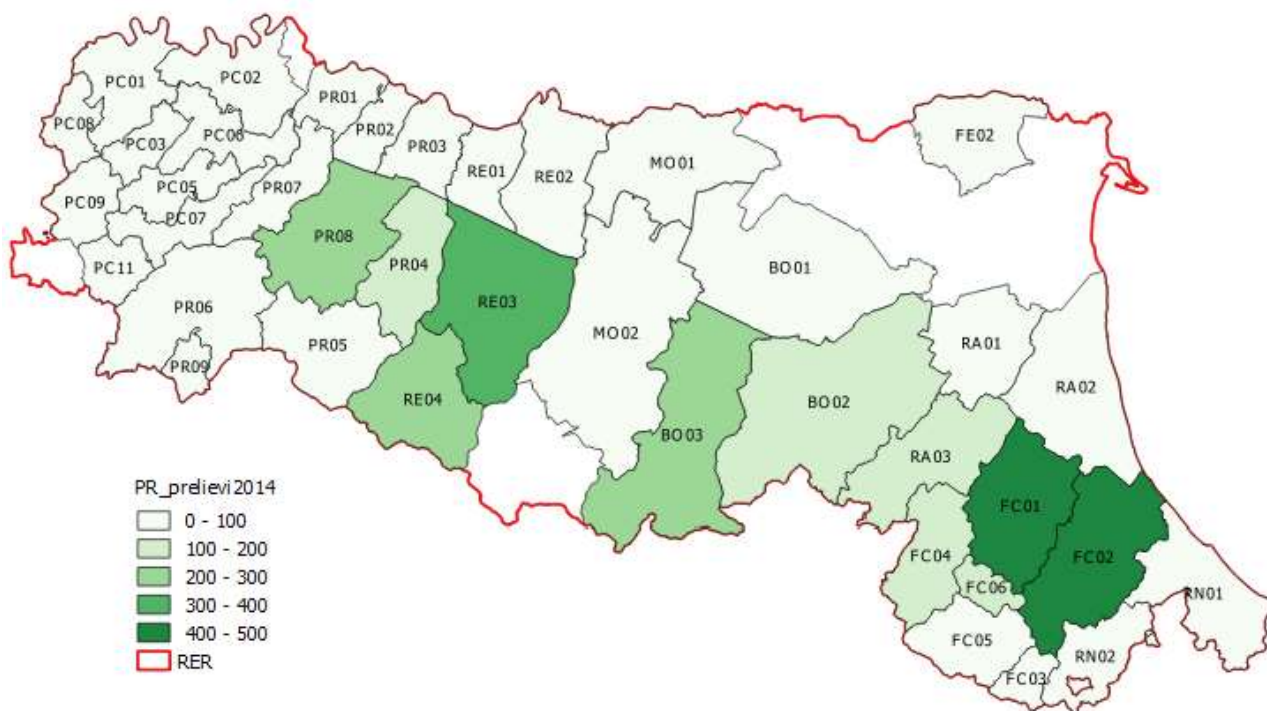 PC01
PC02
PR01
PC08
PC03
PC06
PR02
PR03
RE01
RE02
MO01
FE02
PC09
PC05
PC07
PR07
PR08
PR04
PC11
BO01
PR06
RE03
PR05
MO02
RA01
PR09
RA02
RE04
BO02
BO03
RA03
FC01
FC04
FC02
FC06
RN01
FC05
RN02
FC03
PR_prelievi2014
0 - 100
100 - 200
200 - 300
300 - 400
400 - 500
RER